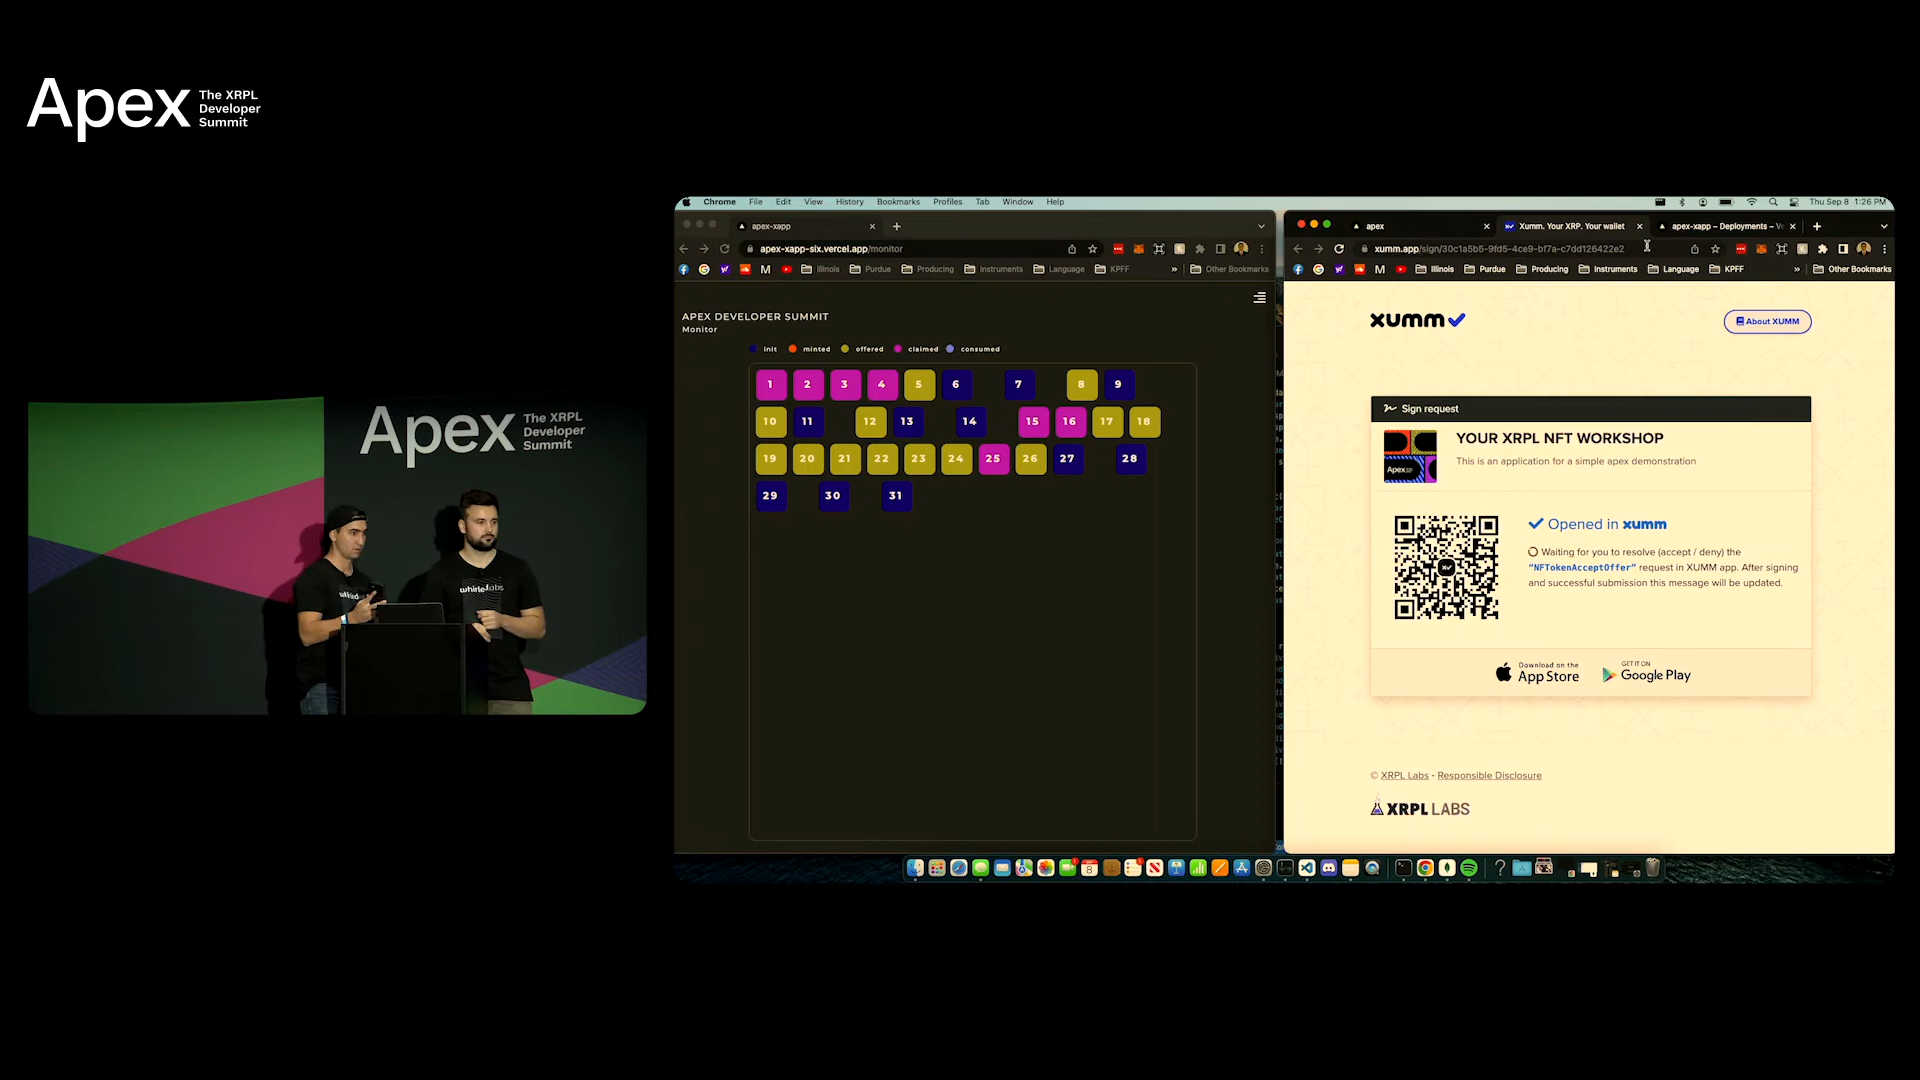 Apex The XRPL
Developer
Summit
Apex The XRPL
Developer
Summit
whirled
whirledabs
Chrome File Edit View History Bookmarks Profiles Tab Window Help
Thu Sep 8 1:26 PM
apex-xapp
apex-xapp-six.vercel.app/monitor
Illinois Purdue Producing Instruments Language KPFF » Other Bookmarks
APEX DEVELOPER SUMMIT
Monitor
init minted offered claimed consumed
1 2 3 4 5 6 7 8 9
10 11 12 13 14 15 16 17 18
19 20 21 22 23 24 25 26 27 28
29 30 31
apex
Xumm. Your XRP. Your wallet
apex-xapp – Deployments – Ve
xumm.app/sign/30c1a5b5-9fd5-4ce9-bf7a-c7dd126422e2
Illinois Purdue Producing Instruments Language KPFF » Other Bookmarks
xumm
About XUMM
Sign request
Apex
YOUR XRPL NFT WORKSHOP
This is an application for a simple apex demonstration
Opened in xumm
Waiting for you to resolve (accept / deny) the
“NFTokenAcceptOffer” request in XUMM app. After signing
and successful submission this message will be updated.
Download on the
App Store
GET IT ON
Google Play
© XRPL Labs - Responsible Disclosure
XRPL LABS